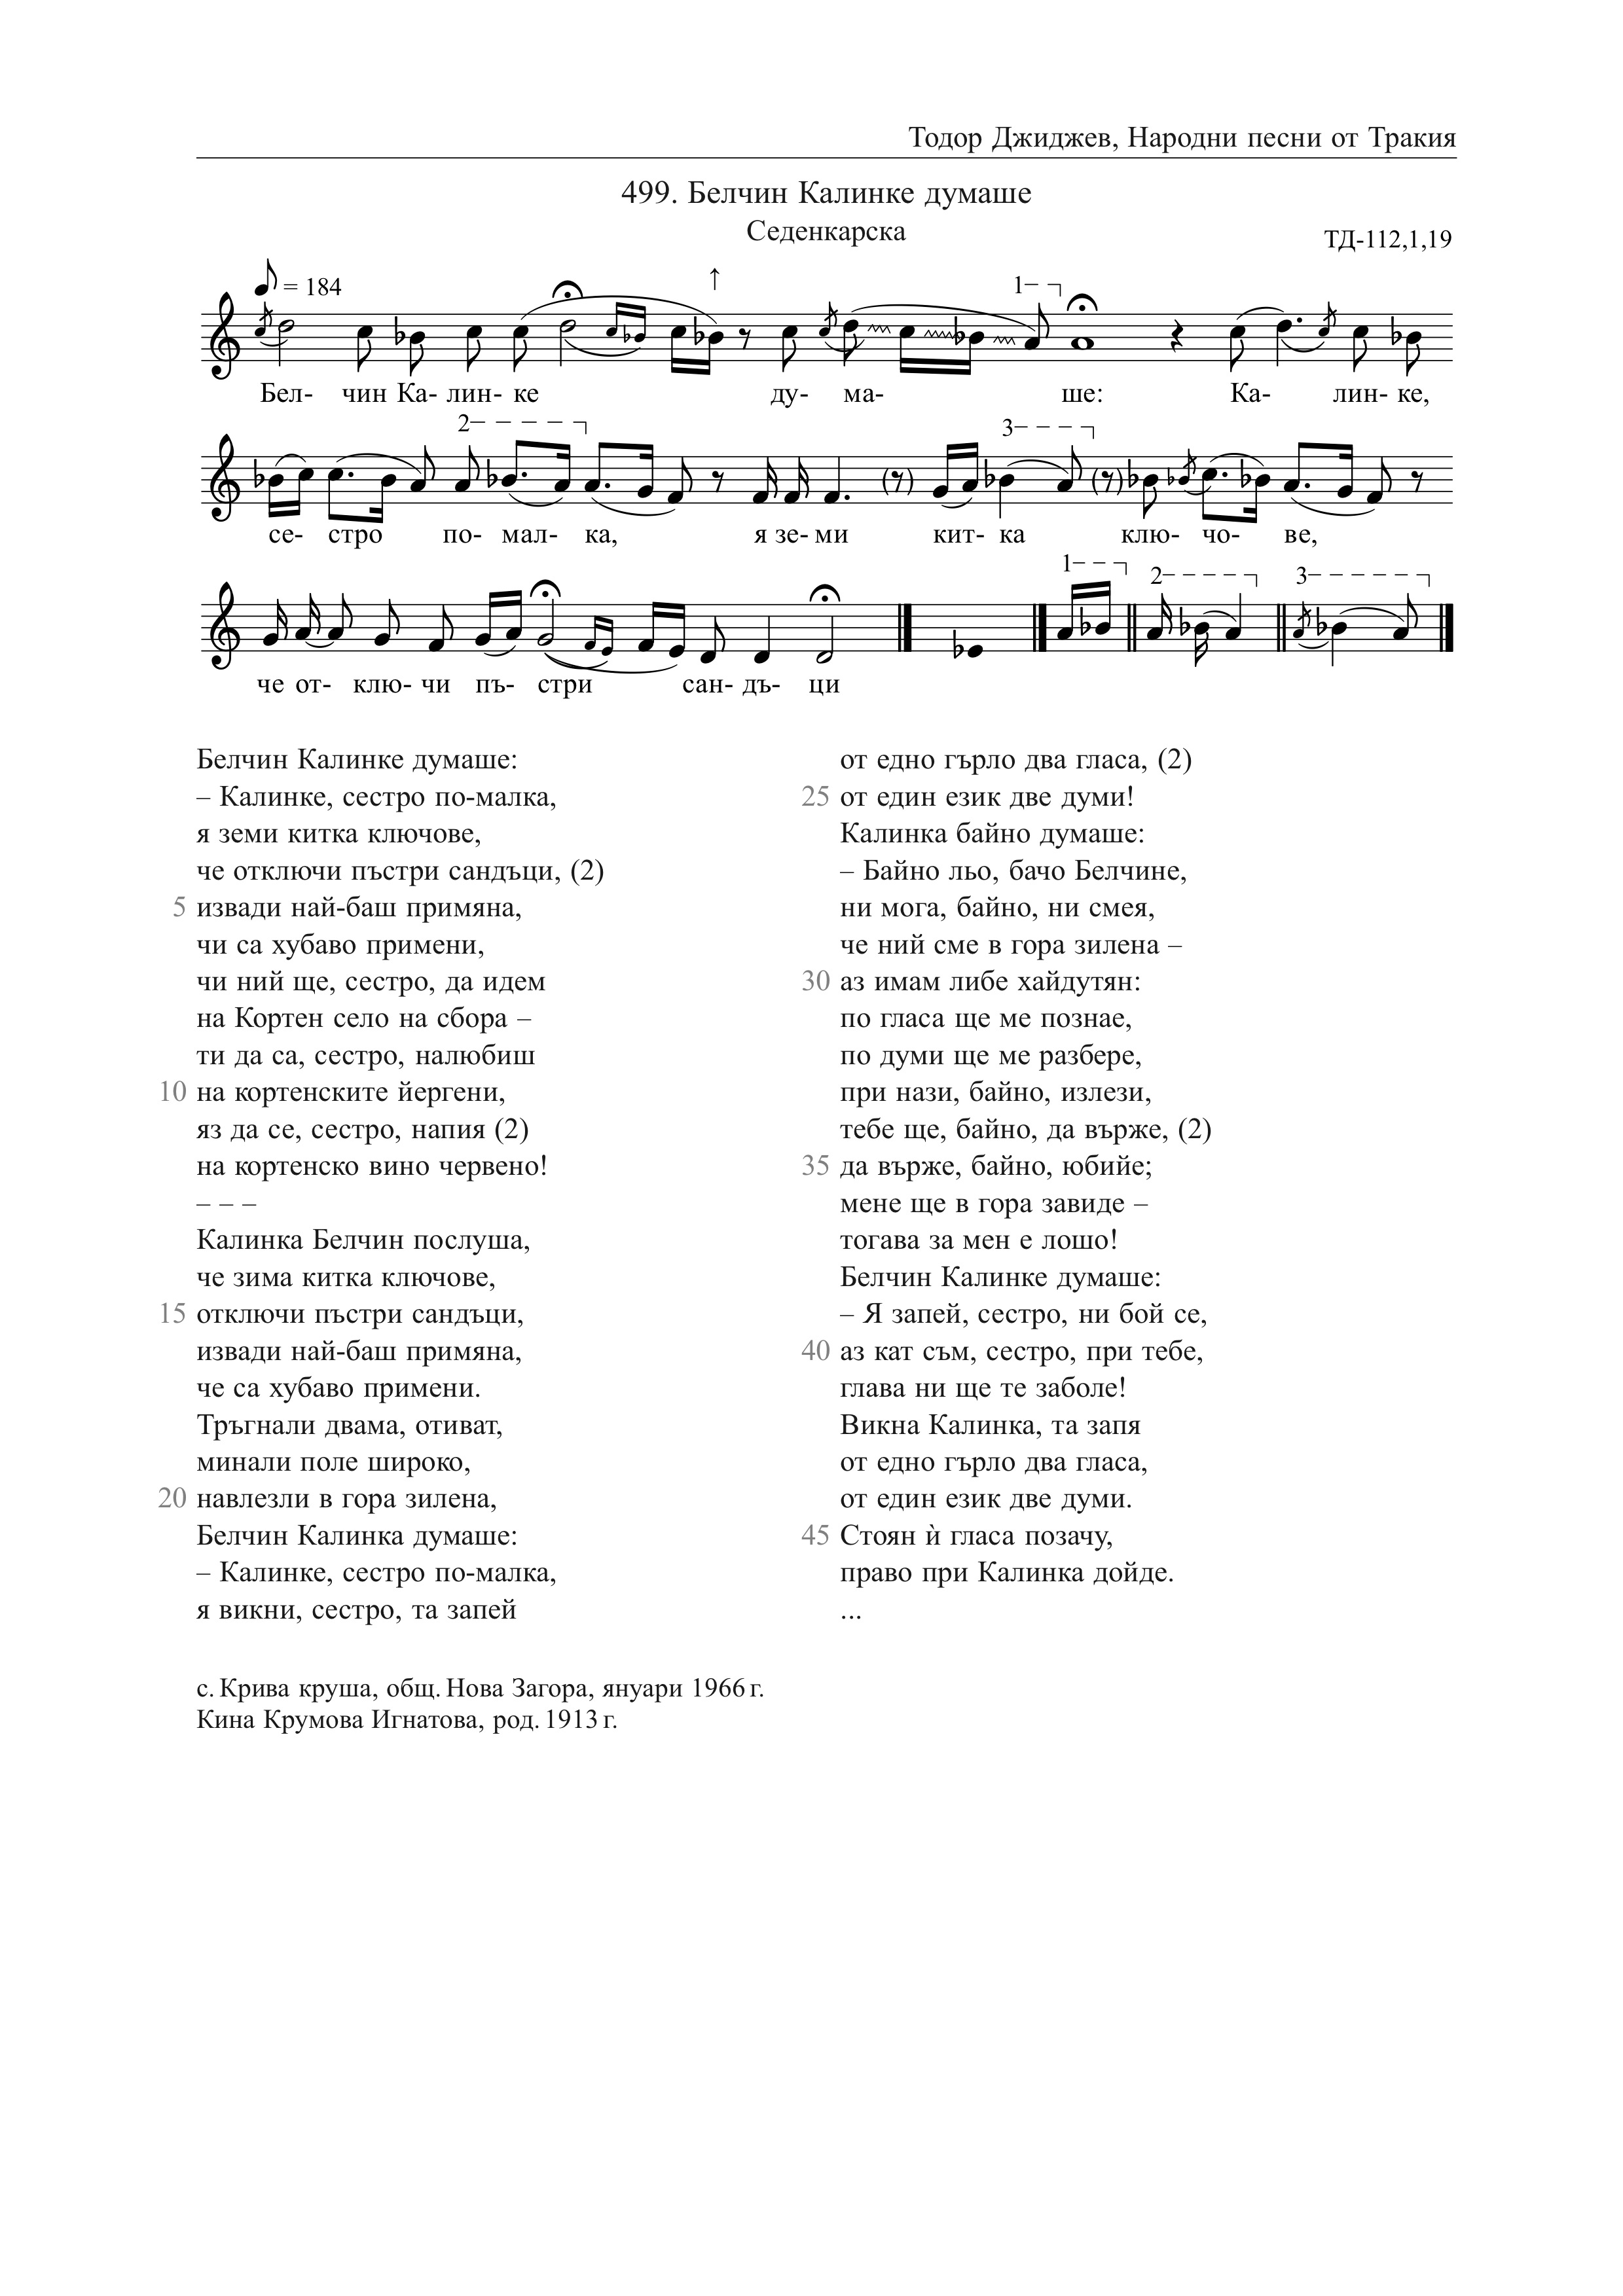 Тодор Джиджев, Народни песни от Тракия
499. Белчин Калинке думаше
Седенкарска
ТД-112,1,19
= 184
↑
1
Бел- чин Ка- лин- ке ду- ма- ше: Ка- лин- ке,
2
3
се- стро по- мал- ка, я зе- ми кит- ка клю- чо- ве,
1
2
3
че от- клю- чи пъ- стри сан- дъ- ци
Белчин Калинке думаше:
– Калинке, сестро по-малка,
я земи китка ключове,
че отключи пъстри сандъци, (2)
5 извади най-баш примяна,
чи са хубаво примени,
чи ний ще, сестро, да идем
на Кортен село на сбора –
ти да са, сестро, налюбиш
10 на кортенските йергени,
яз да се, сестро, напия (2)
на кортенско вино червено!
– – –
Калинка Белчин послуша,
че зима китка ключове,
15 отключи пъстри сандъци,
извади най-баш примяна,
че са хубаво примени.
Тръгнали двама, отиват,
минали поле широко,
20 навлезли в гора зилена,
Белчин Калинка думаше:
– Калинке, сестро по-малка,
я викни, сестро, та запей
от едно гърло два гласа, (2)
25 от един език две думи!
Калинка байно думаше:
– Байно льо, бачо Белчине,
ни мога, байно, ни смея,
че ний сме в гора зилена –
30 аз имам либе хайдутян:
по гласа ще ме познае,
по думи ще ме разбере,
при нази, байно, излези,
тебе ще, байно, да върже, (2)
35 да върже, байно, юбийе;
мене ще в гора завиде –
тогава за мен е лошо!
Белчин Калинке думаше:
– Я запей, сестро, ни бой се,
40 аз кат съм, сестро, при тебе,
глава ни ще те заболе!
Викна Калинка, та запя
от едно гърло два гласа,
от един език две думи.
45 Стоян ѝ гласа позачу,
право при Калинка дойде.
...
с. Крива круша, общ. Нова Загора, януари 1966 г.
Кина Крумова Игнатова, род. 1913 г.